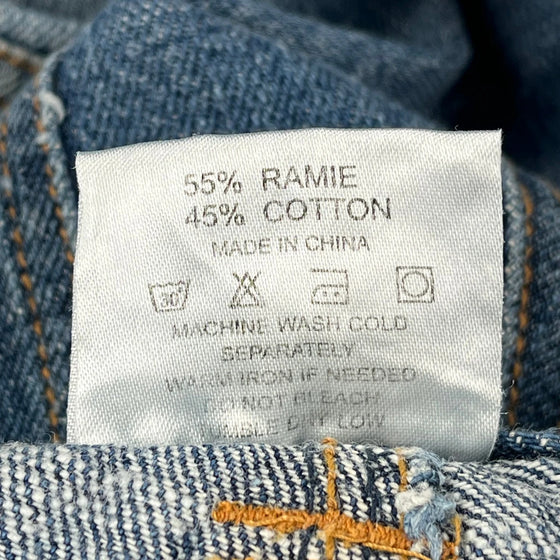 55% RAMIE
45% COTTON
MADE IN CHINA
30°
MACHINE WASH COLD
SEPARATELY
WARM IRON IF NEEDED
DO NOT BLEACH
TUMBLE DRY LOW